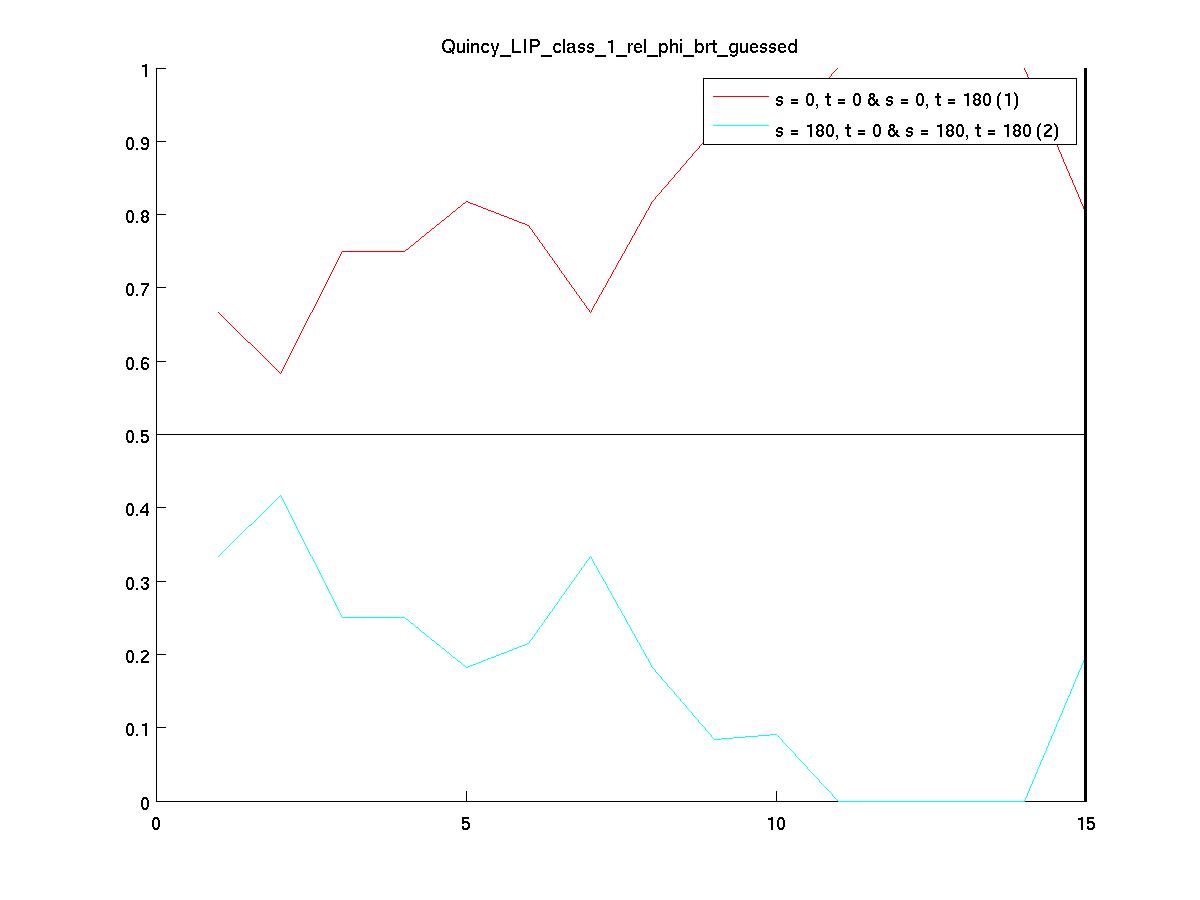 Quincy_LIP_class_1_rel_phi_brt_guessed
1
s = 0, t = 0 & s = 0, t = 180 (1)
s = 180, t = 0 & s = 180, t = 180 (2)
0.9
0.8
0.7
0.6
0.5
0.4
0.3
0.2
0.1
0
0 5 10 15